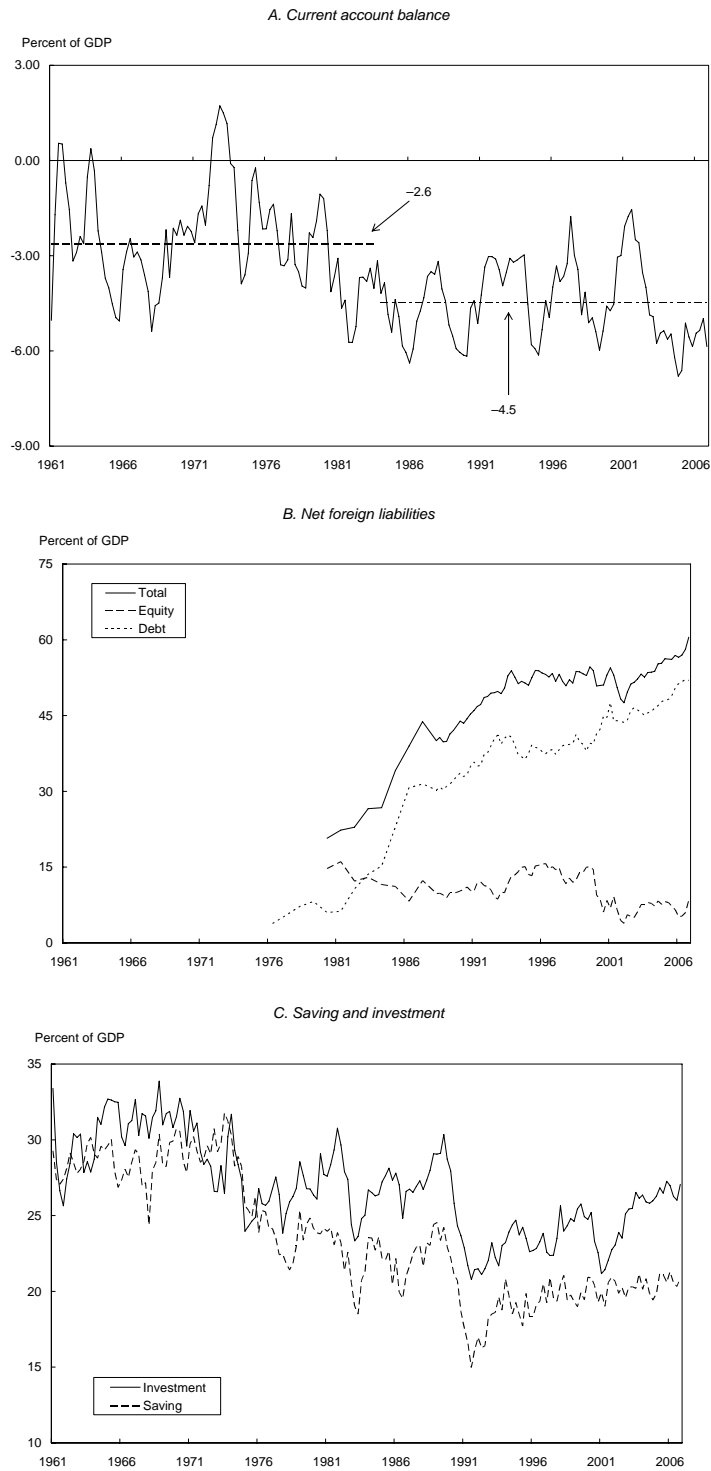 A. Current account balance
Percent of GDP
3.00
0.00
–2.6
-3.00
-6.00
–4.5
-9.00
1961 1966 1971 1976 1981 1986 1991 1996 2001 2006
B. Net foreign liabilities
Percent of GDP
75
Total
Equity
Debt
60
45
30
15
0
1961 1966 1971 1976 1981 1986 1991 1996 2001 2006
C. Saving and investment
Percent of GDP
35
30
25
20
15
Investment
Saving
10
1961 1966 1971 1976 1981 1986 1991 1996 2001 2006